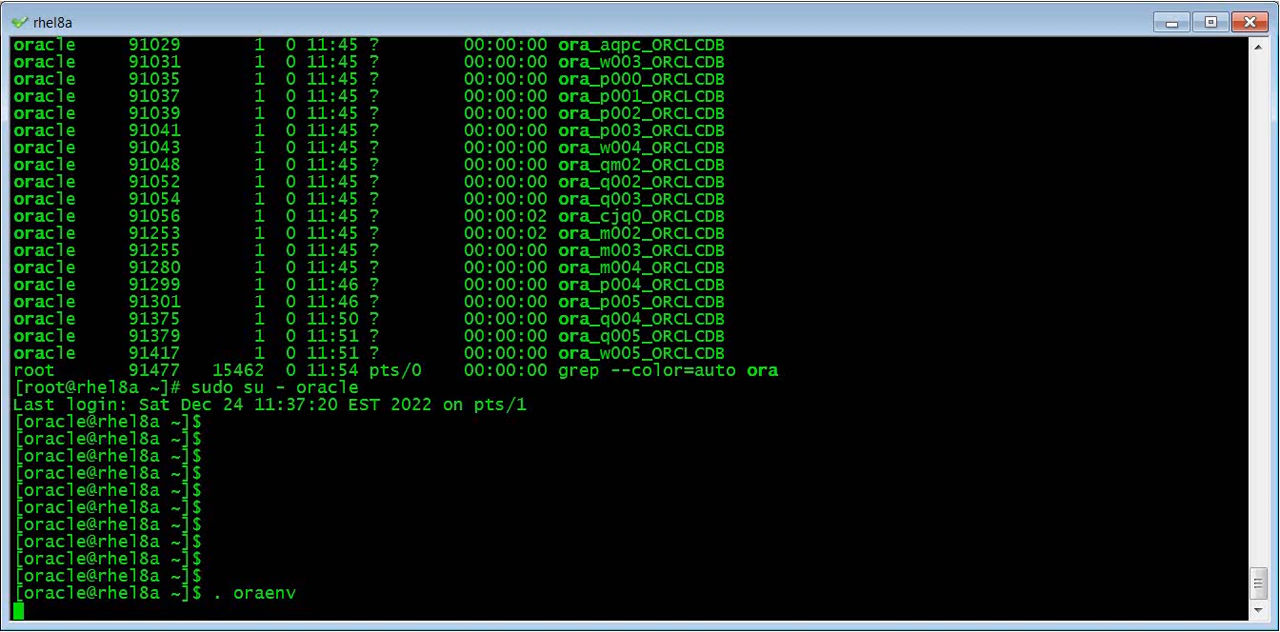 rhel8a
oracle 91029 1 0 11:45 ? 00:00:00 ora_aqpc_ORCLCDB
oracle 91031 1 0 11:45 ? 00:00:00 ora_w003_ORCLCDB
oracle 91035 1 0 11:45 ? 00:00:00 ora_p000_ORCLCDB
oracle 91037 1 0 11:45 ? 00:00:00 ora_p001_ORCLCDB
oracle 91039 1 0 11:45 ? 00:00:00 ora_p002_ORCLCDB
oracle 91041 1 0 11:45 ? 00:00:00 ora_p003_ORCLCDB
oracle 91043 1 0 11:45 ? 00:00:00 ora_w004_ORCLCDB
oracle 91048 1 0 11:45 ? 00:00:00 ora_qm02_ORCLCDB
oracle 91052 1 0 11:45 ? 00:00:00 ora_q002_ORCLCDB
oracle 91054 1 0 11:45 ? 00:00:00 ora_q003_ORCLCDB
oracle 91056 1 0 11:45 ? 00:00:02 ora_cjq0_ORCLCDB
oracle 91253 1 0 11:45 ? 00:00:02 ora_m002_ORCLCDB
oracle 91255 1 0 11:45 ? 00:00:00 ora_m003_ORCLCDB
oracle 91280 1 0 11:45 ? 00:00:00 ora_m004_ORCLCDB
oracle 91299 1 0 11:46 ? 00:00:00 ora_p004_ORCLCDB
oracle 91301 1 0 11:46 ? 00:00:00 ora_p005_ORCLCDB
oracle 91375 1 0 11:50 ? 00:00:00 ora_q004_ORCLCDB
oracle 91379 1 0 11:51 ? 00:00:00 ora_q005_ORCLCDB
oracle 91417 1 0 11:51 ? 00:00:00 ora_w005_ORCLCDB
root 91477 15462 0 11:54 pts/0 00:00:00 grep --color=auto ora
[root@rhel8a ~]# sudo su - oracle
Last login: Sat Dec 24 11:37:20 EST 2022 on pts/1
[oracle@rhel8a ~]$
[oracle@rhel8a ~]$
[oracle@rhel8a ~]$
[oracle@rhel8a ~]$
[oracle@rhel8a ~]$
[oracle@rhel8a ~]$
[oracle@rhel8a ~]$
[oracle@rhel8a ~]$
[oracle@rhel8a ~]$
[oracle@rhel8a ~]$
[oracle@rhel8a ~]$ . oraenv